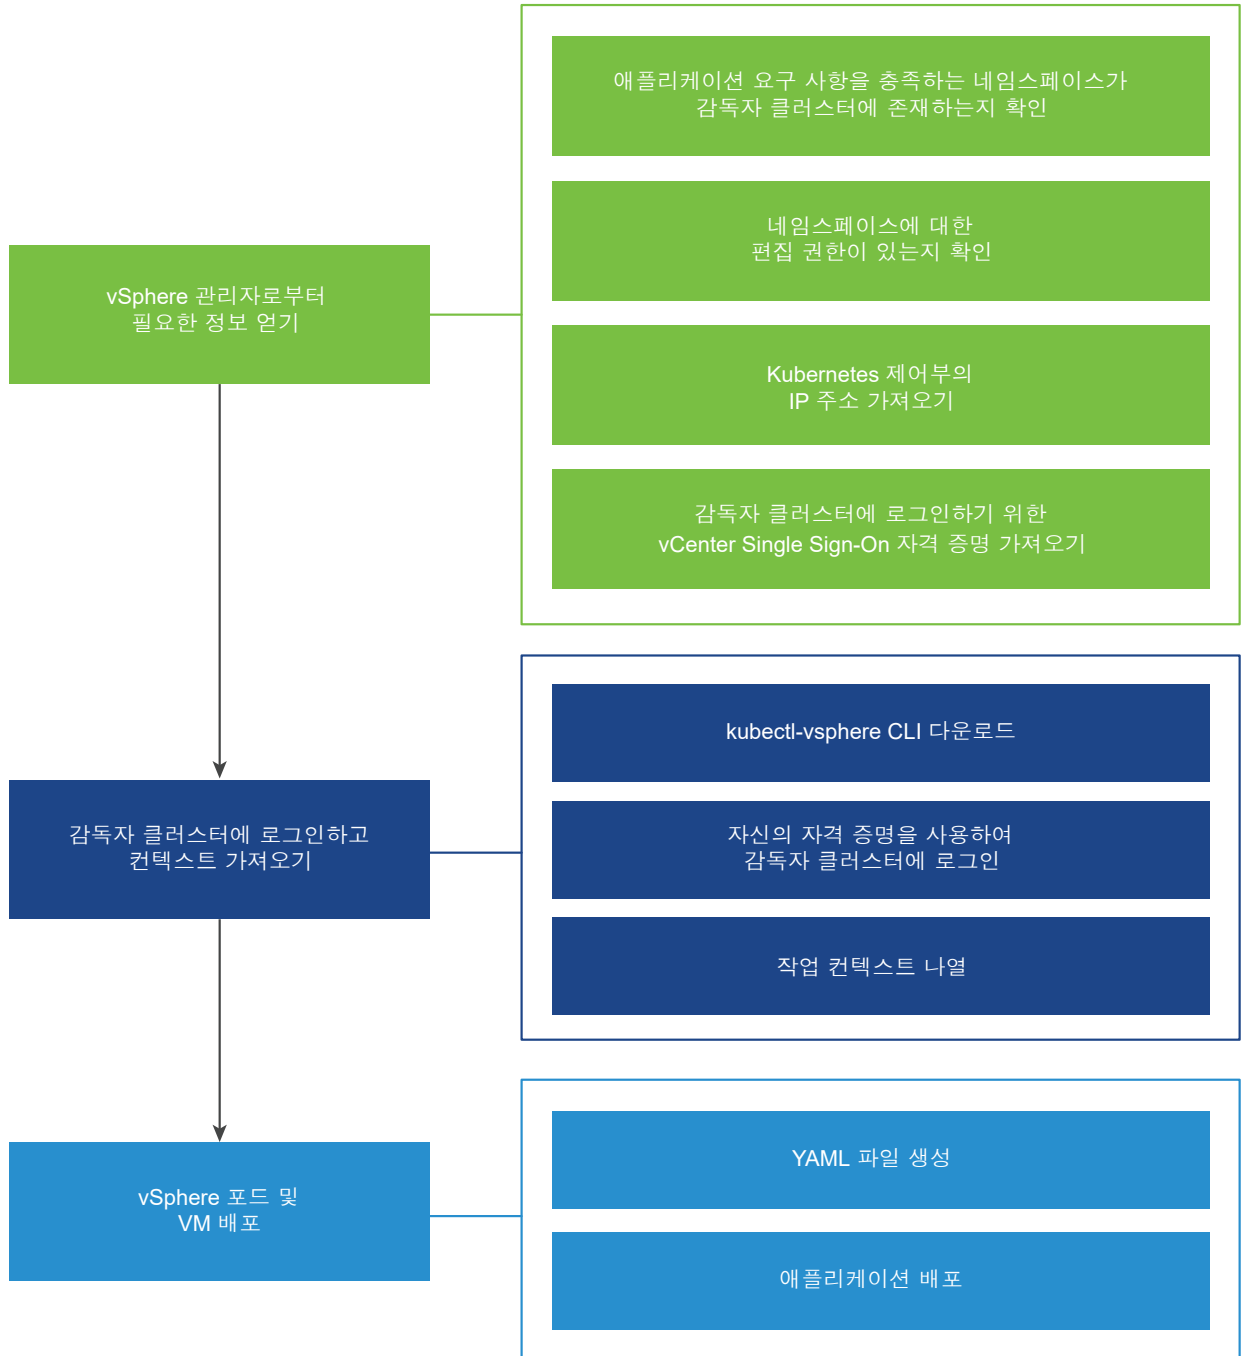 애플리케이션 요구 사항을 충족하는 네임스페이스가
감독자 클러스터에 존재하는지 확인
네임스페이스에 대한
편집 권한이 있는지 확인
vSphere 관리자로부터
필요한 정보 얻기
Kubernetes 제어부의
IP 주소 가져오기
감독자 클러스터에 로그인하기 위한
vCenter Single Sign-On 자격 증명 가져오기
kubectl-vsphere CLI 다운로드
감독자 클러스터에 로그인하고
컨텍스트 가져오기
자신의 자격 증명을 사용하여
감독자 클러스터에 로그인
작업 컨텍스트 나열
vSphere 포드 및
VM 배포
YAML 파일 생성
애플리케이션 배포